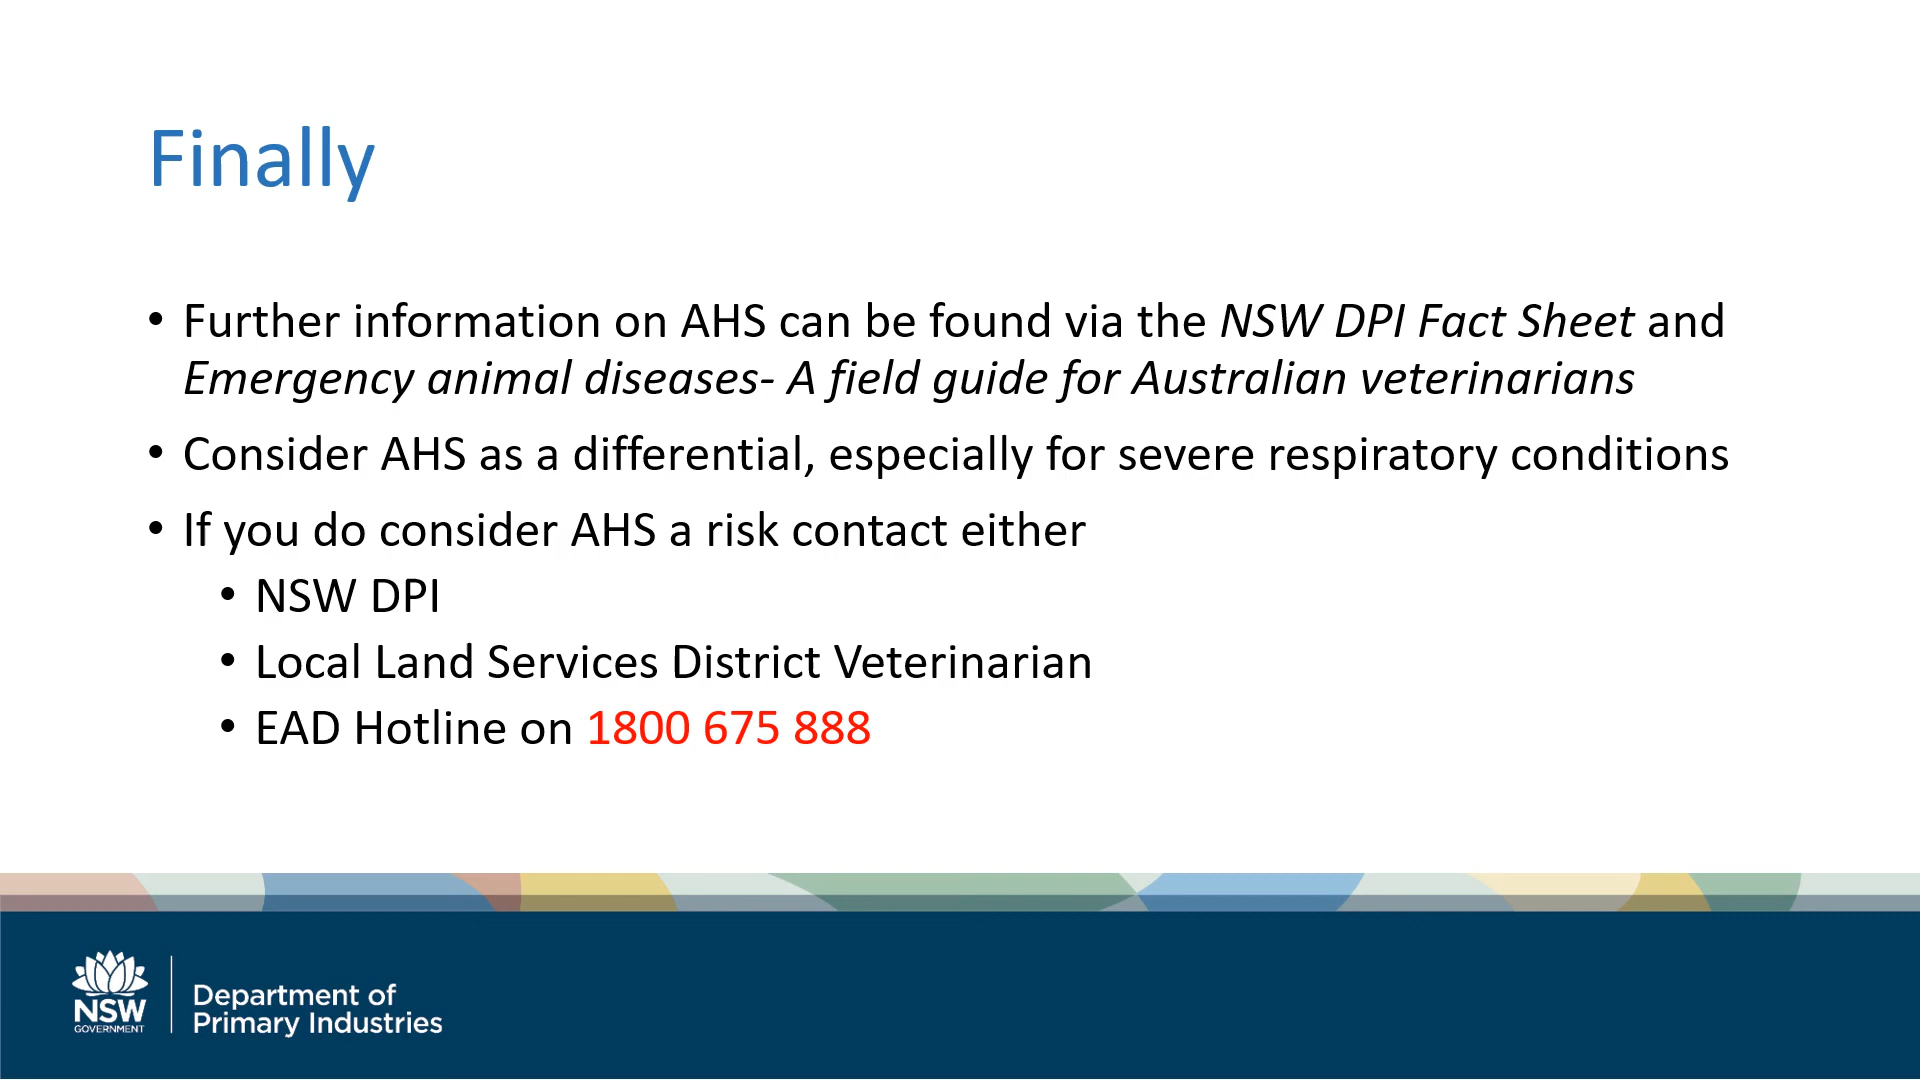 Finally
• Further information on AHS can be found via the NSW DPI Fact Sheet and
Emergency animal diseases- A field guide for Australian veterinarians
• Consider AHS as a differential, especially for severe respiratory conditions
• If you do consider AHS a risk contact either
• NSW DPI
• Local Land Services District Veterinarian
• EAD Hotline on 1800 675 888
NSW
GOVERNMENT
Department of
Primary Industries